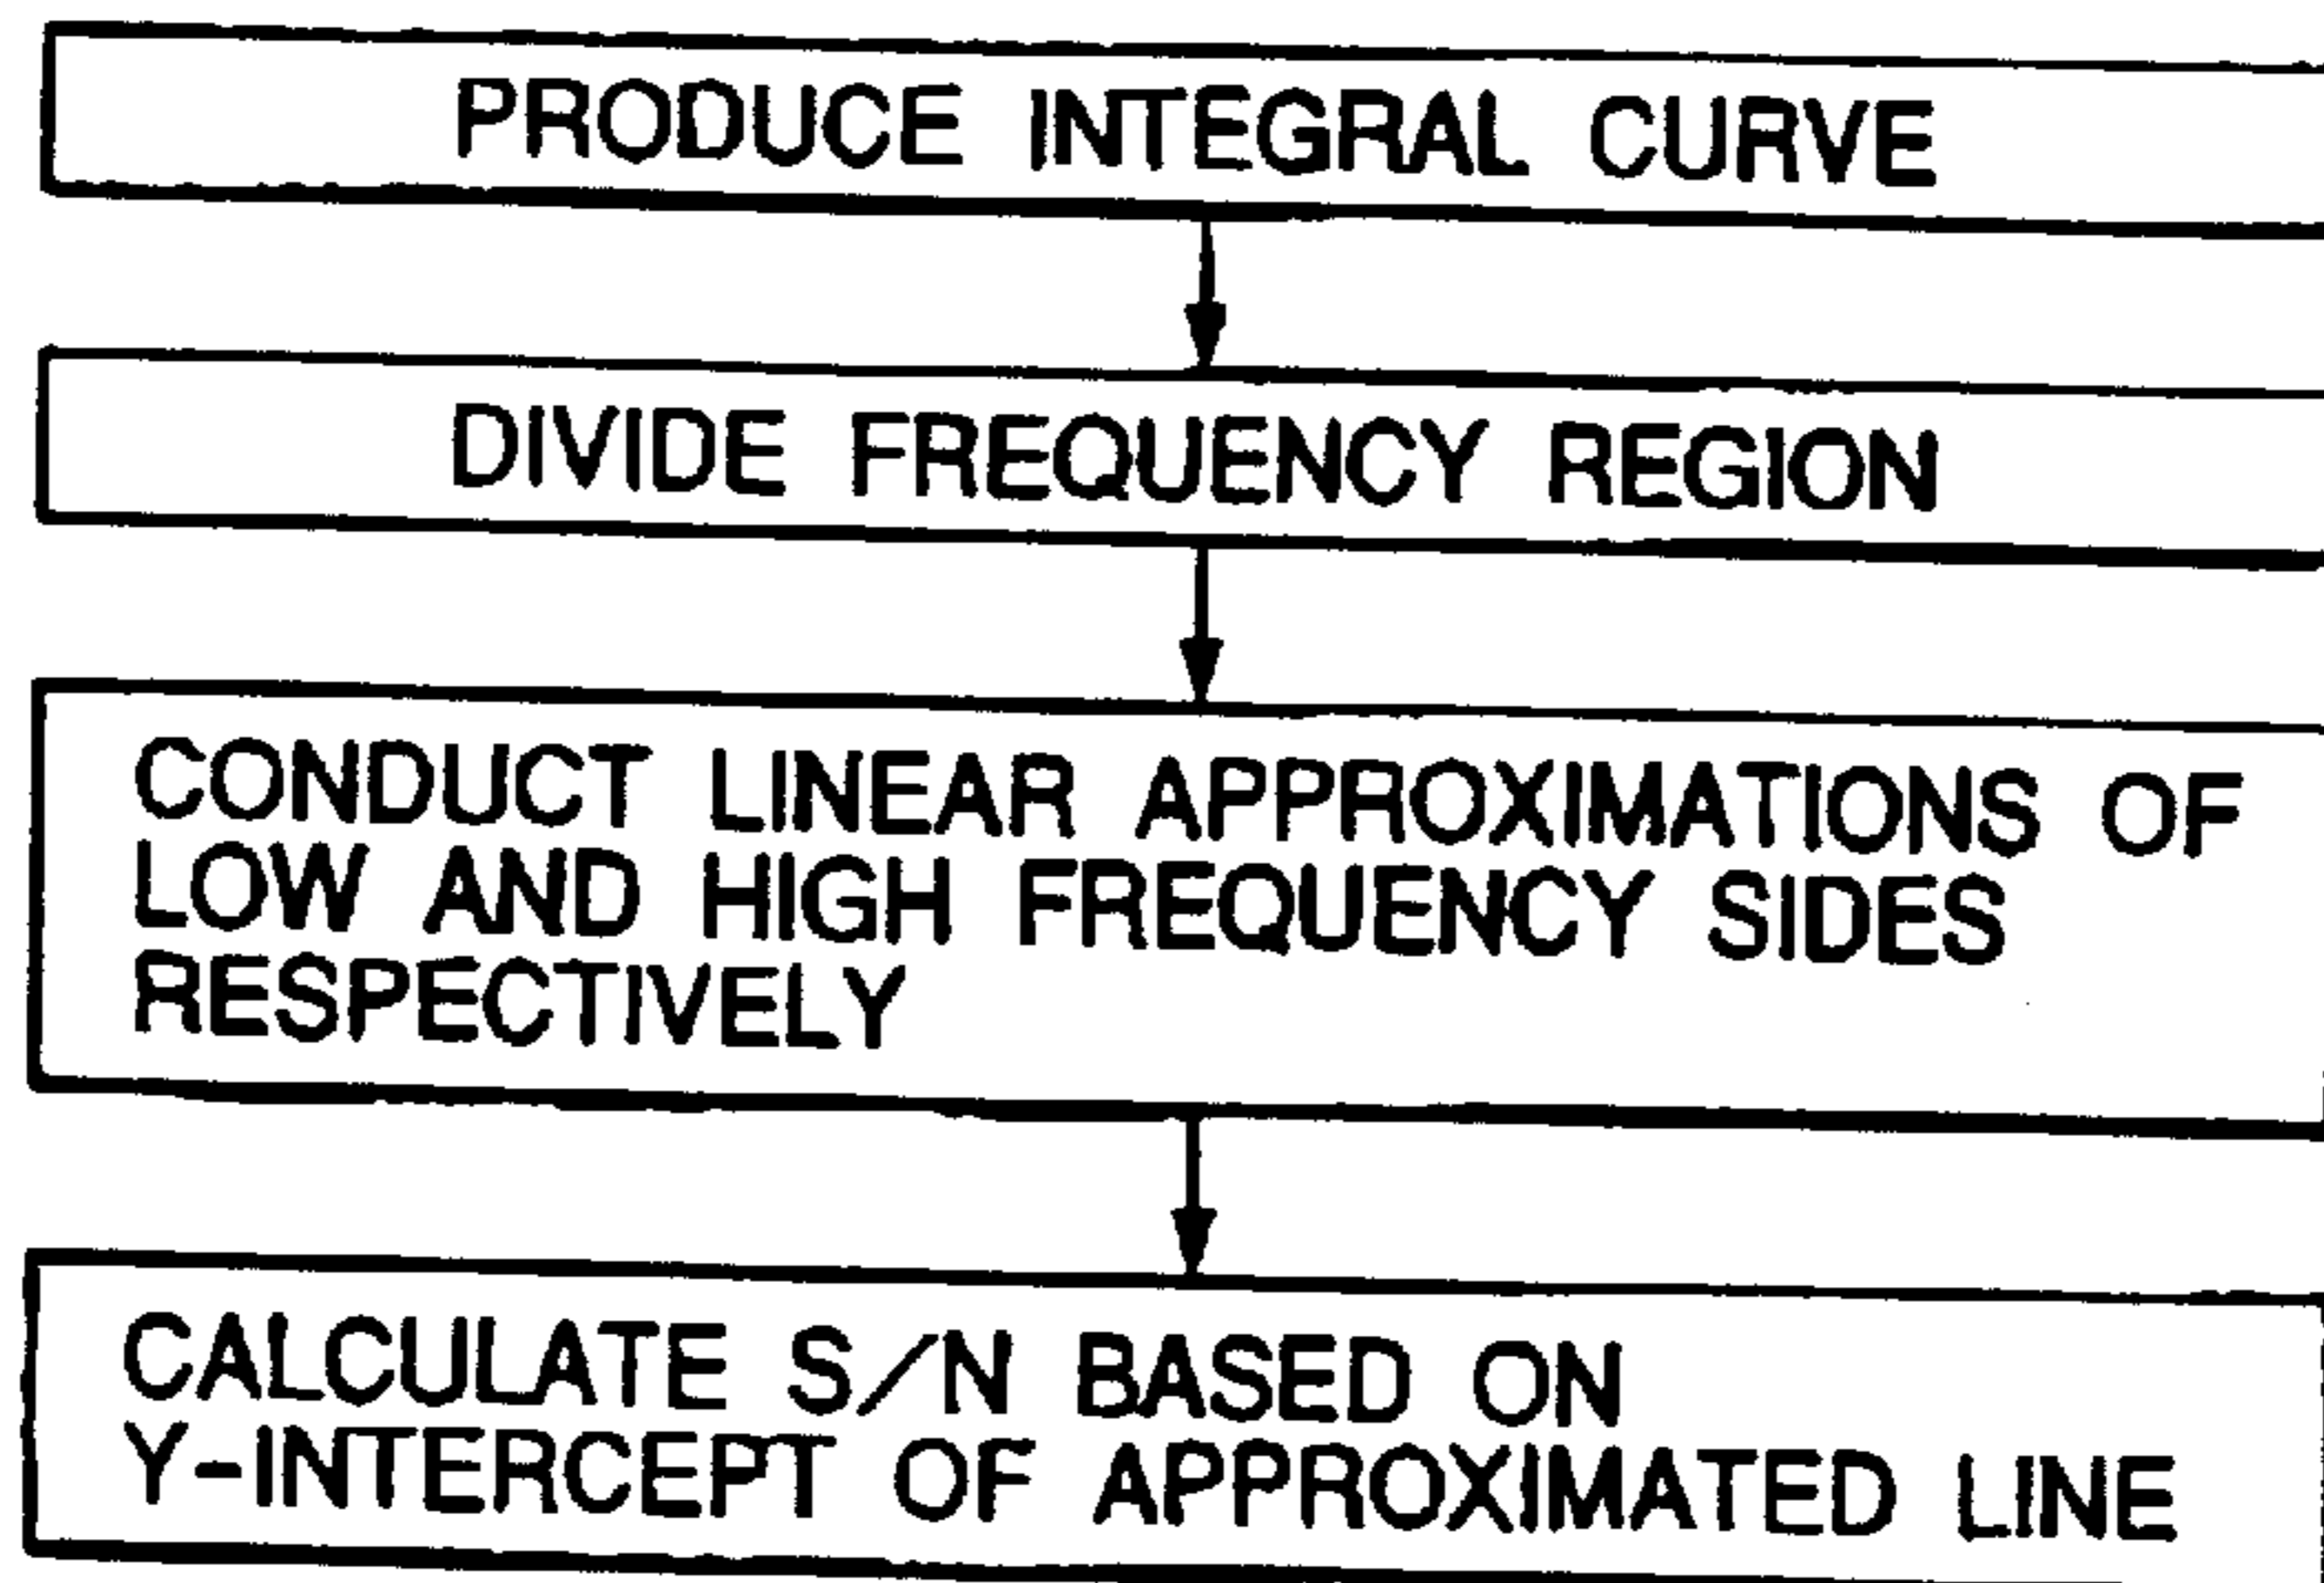 PRODUCE INTEGRAL CURVE
DIVIDE FREQUENCY REGION
CONDUCT LINEAR APPROXIMATIONS OF
LOW AND HIGH FREQUENCY SIDES
RESPECTIVELY
CALCULATE S/N BASED ON
Y-INTERCEPT OF APPROXIMATED LINE